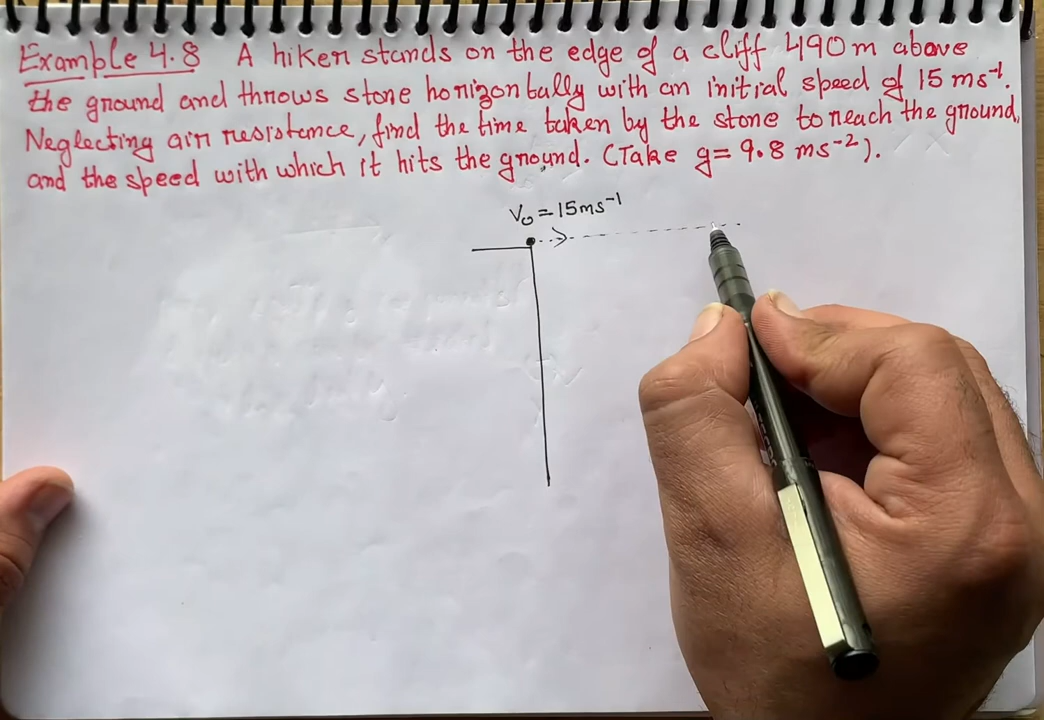 Example 4.8 A hiker stands on the edge of a cliff 490 m above
the ground and throws stone horizontally with an initial speed of 15 ms⁻¹.
Neglecting air resistance, find the time taken by the stone to reach the ground,
and the speed with which it hits the ground. (Take g = 9.8 ms⁻²).
V₀ = 15 ms⁻¹